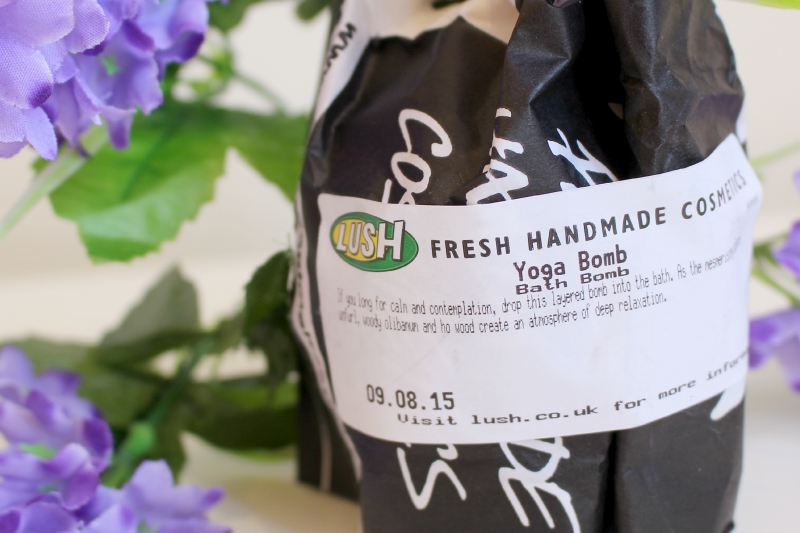 LUSH
FRESH HANDMADE COSMETICS
Yoga Bomb
Bath Bomb
If you long for calm and contemplation, drop this layered bomb into the bath. As the
unfurl, woody olibanum and ho wood create an atmosphere of deep relaxation.
09.08.15
Visit lush.co.uk for more